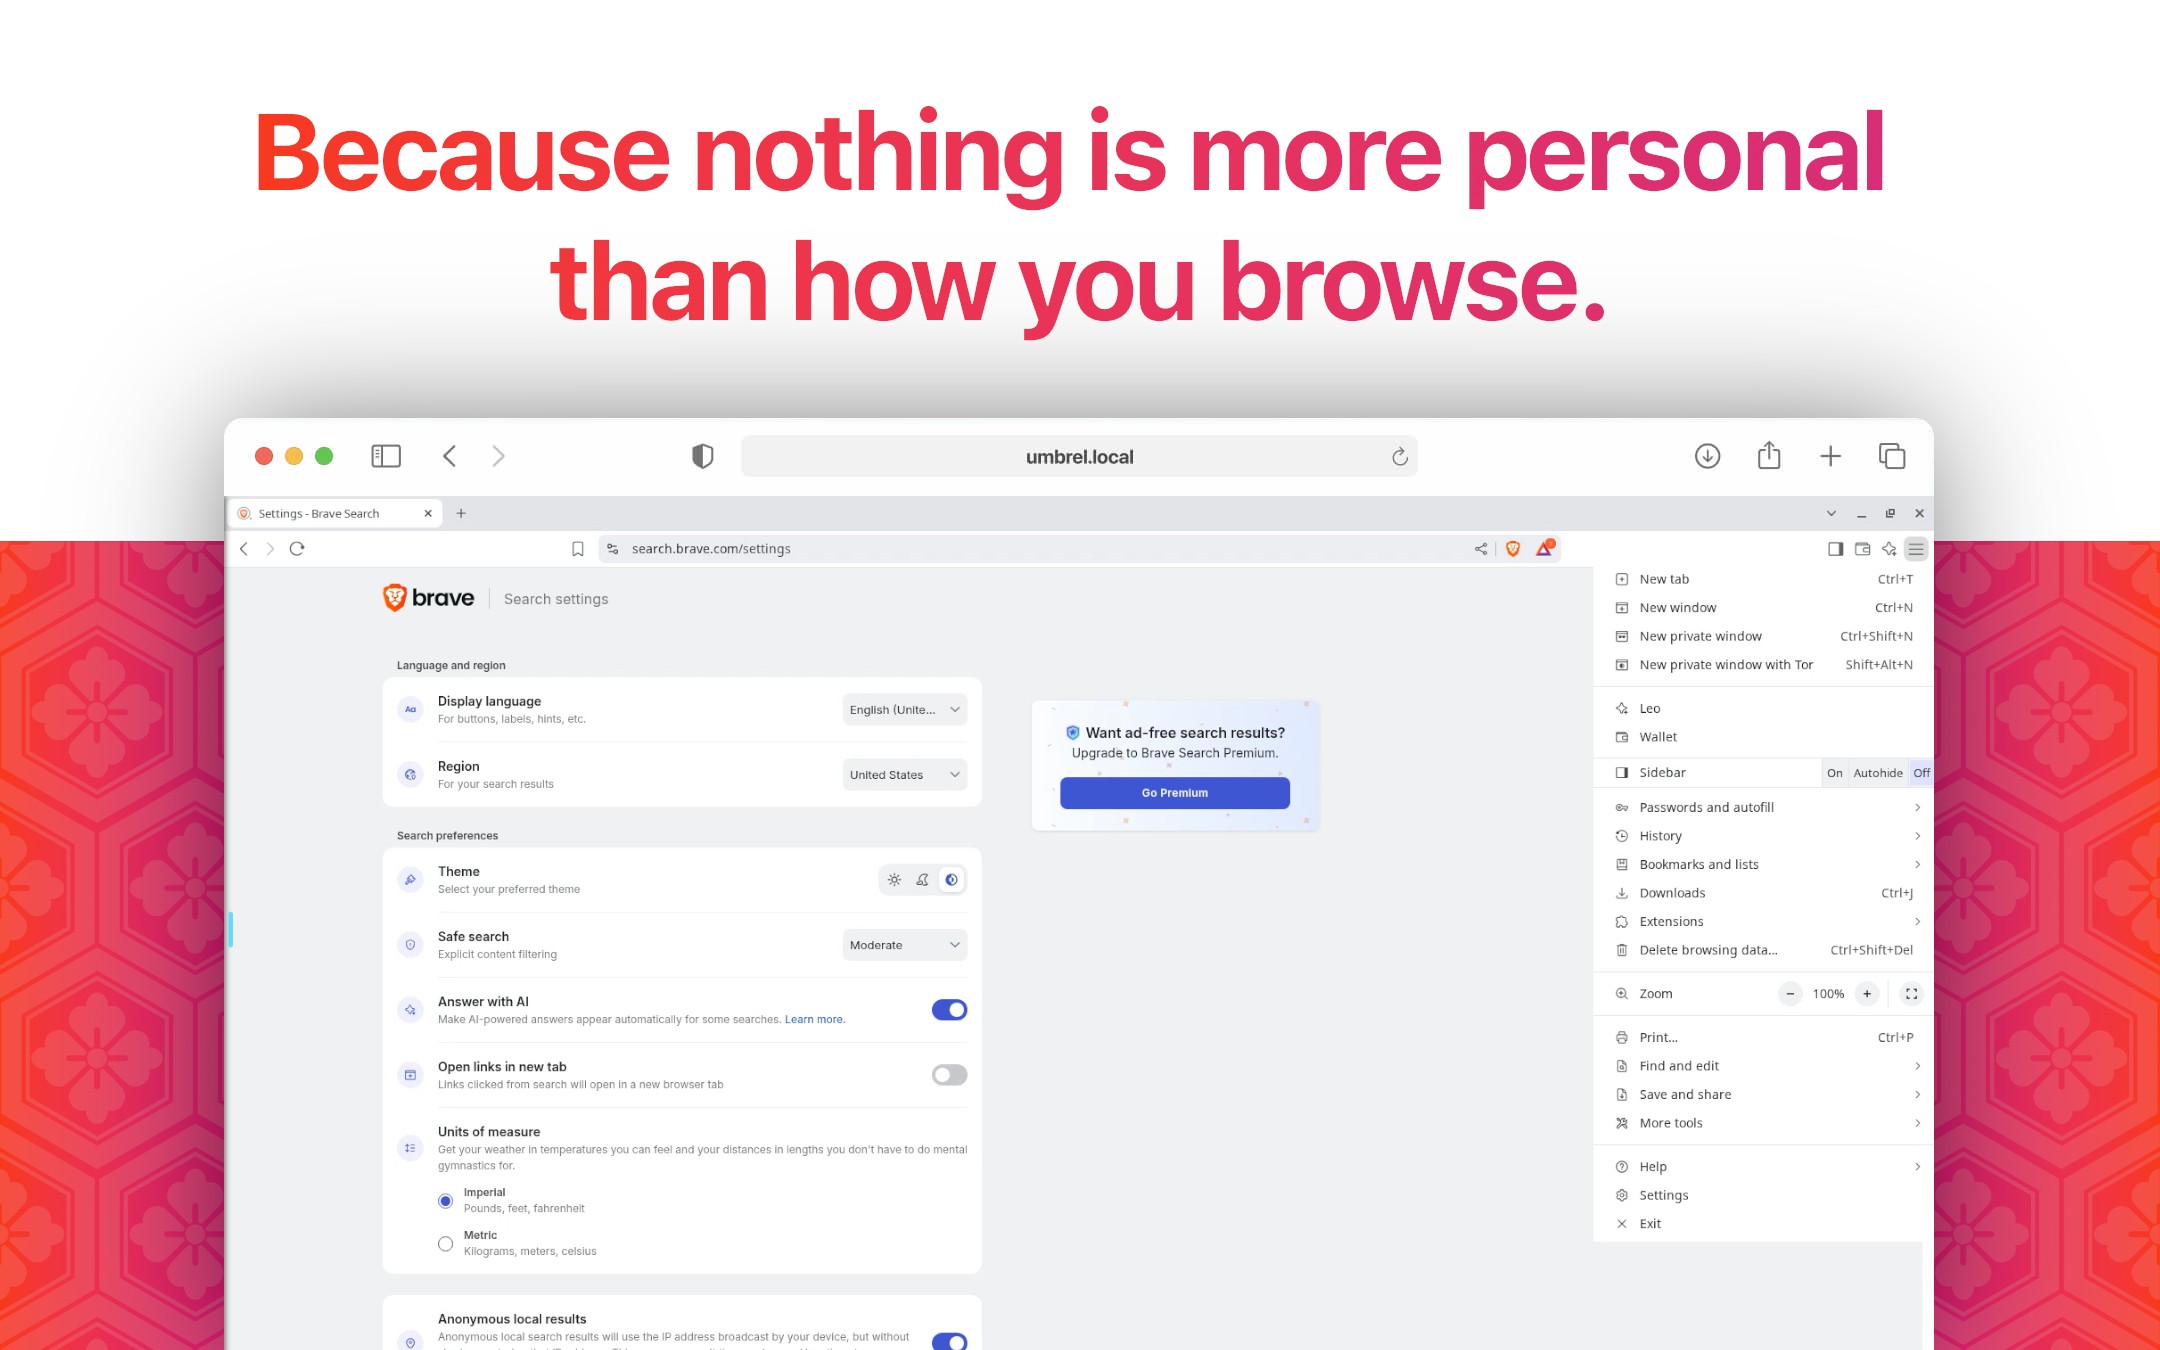 Because nothing is more personal
than how you browse.
umbrel.local
Settings - Brave Search
search.brave.com/settings
brave
Search settings
Language and region
Aa
Display language
For buttons, labels, hints, etc.
English (Unite...
Region
For your search results
United States
Want ad-free search results?
Upgrade to Brave Search Premium.
Go Premium
Search preferences
Theme
Select your preferred theme
Safe search
Explicit content filtering
Moderate
Answer with AI
Make AI-powered answers appear automatically for some searches. Learn more.
Open links in new tab
Links clicked from search will open in a new browser tab
Units of measure
Get your weather in temperatures you can feel and your distances in lengths you don't have to do mental
gymnastics for.
Imperial
Pounds, feet, fahrenheit
Metric
Kilograms, meters, celsius
Anonymous local results
Anonymous local search results will use the IP address broadcast by your device, but without
New tab Ctrl+T
New window Ctrl+N
New private window Ctrl+Shift+N
New private window with Tor Shift+Alt+N
Leo
Wallet
Sidebar On Autohide Off
Passwords and autofill
History
Bookmarks and lists
Downloads Ctrl+J
Extensions
Delete browsing data... Ctrl+Shift+Del
Zoom − 100% +
Print... Ctrl+P
Find and edit
Save and share
More tools
Help
Settings
Exit